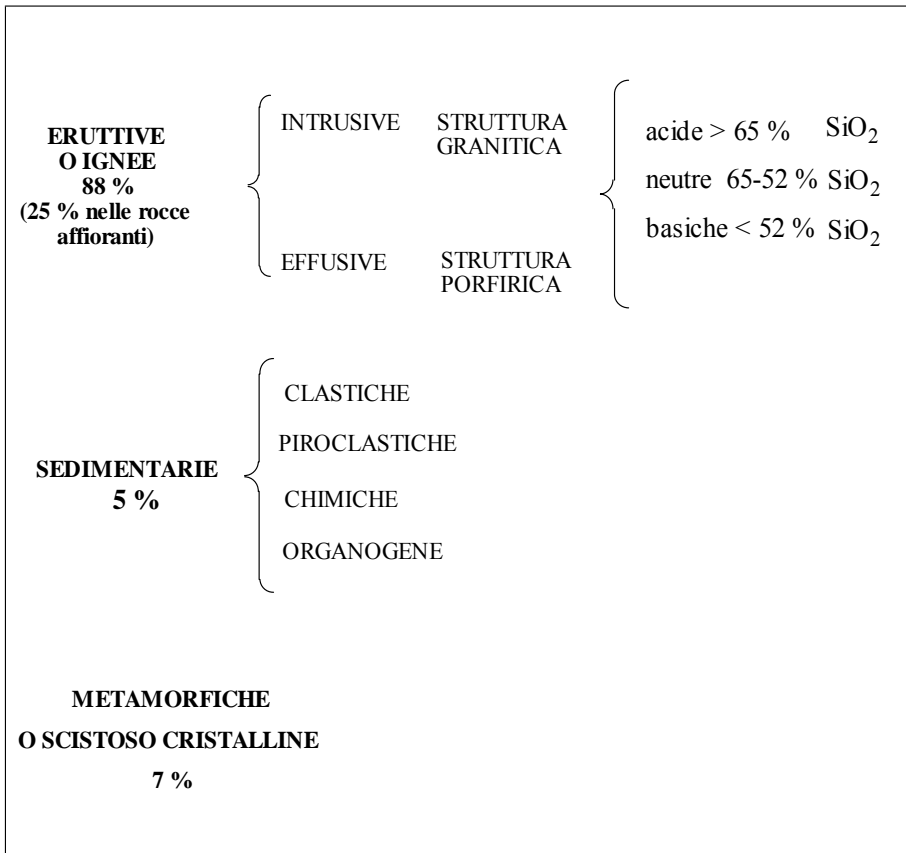 ERUTTIVE
O IGNEE
88 %
(25 % nelle rocce
affioranti)
INTRUSIVE STRUTTURA
GRANITICA
EFFUSIVE STRUTTURA
PORFIRICA
acide > 65 % SiO₂
neutre 65-52 % SiO₂
basiche < 52 % SiO₂
SEDIMENTARIE
5 %
CLASTICHE
PIROCLASTICHE
CHIMICHE
ORGANOGENE
METAMORFICHE
O SCISTOSO CRISTALLINE
7 %